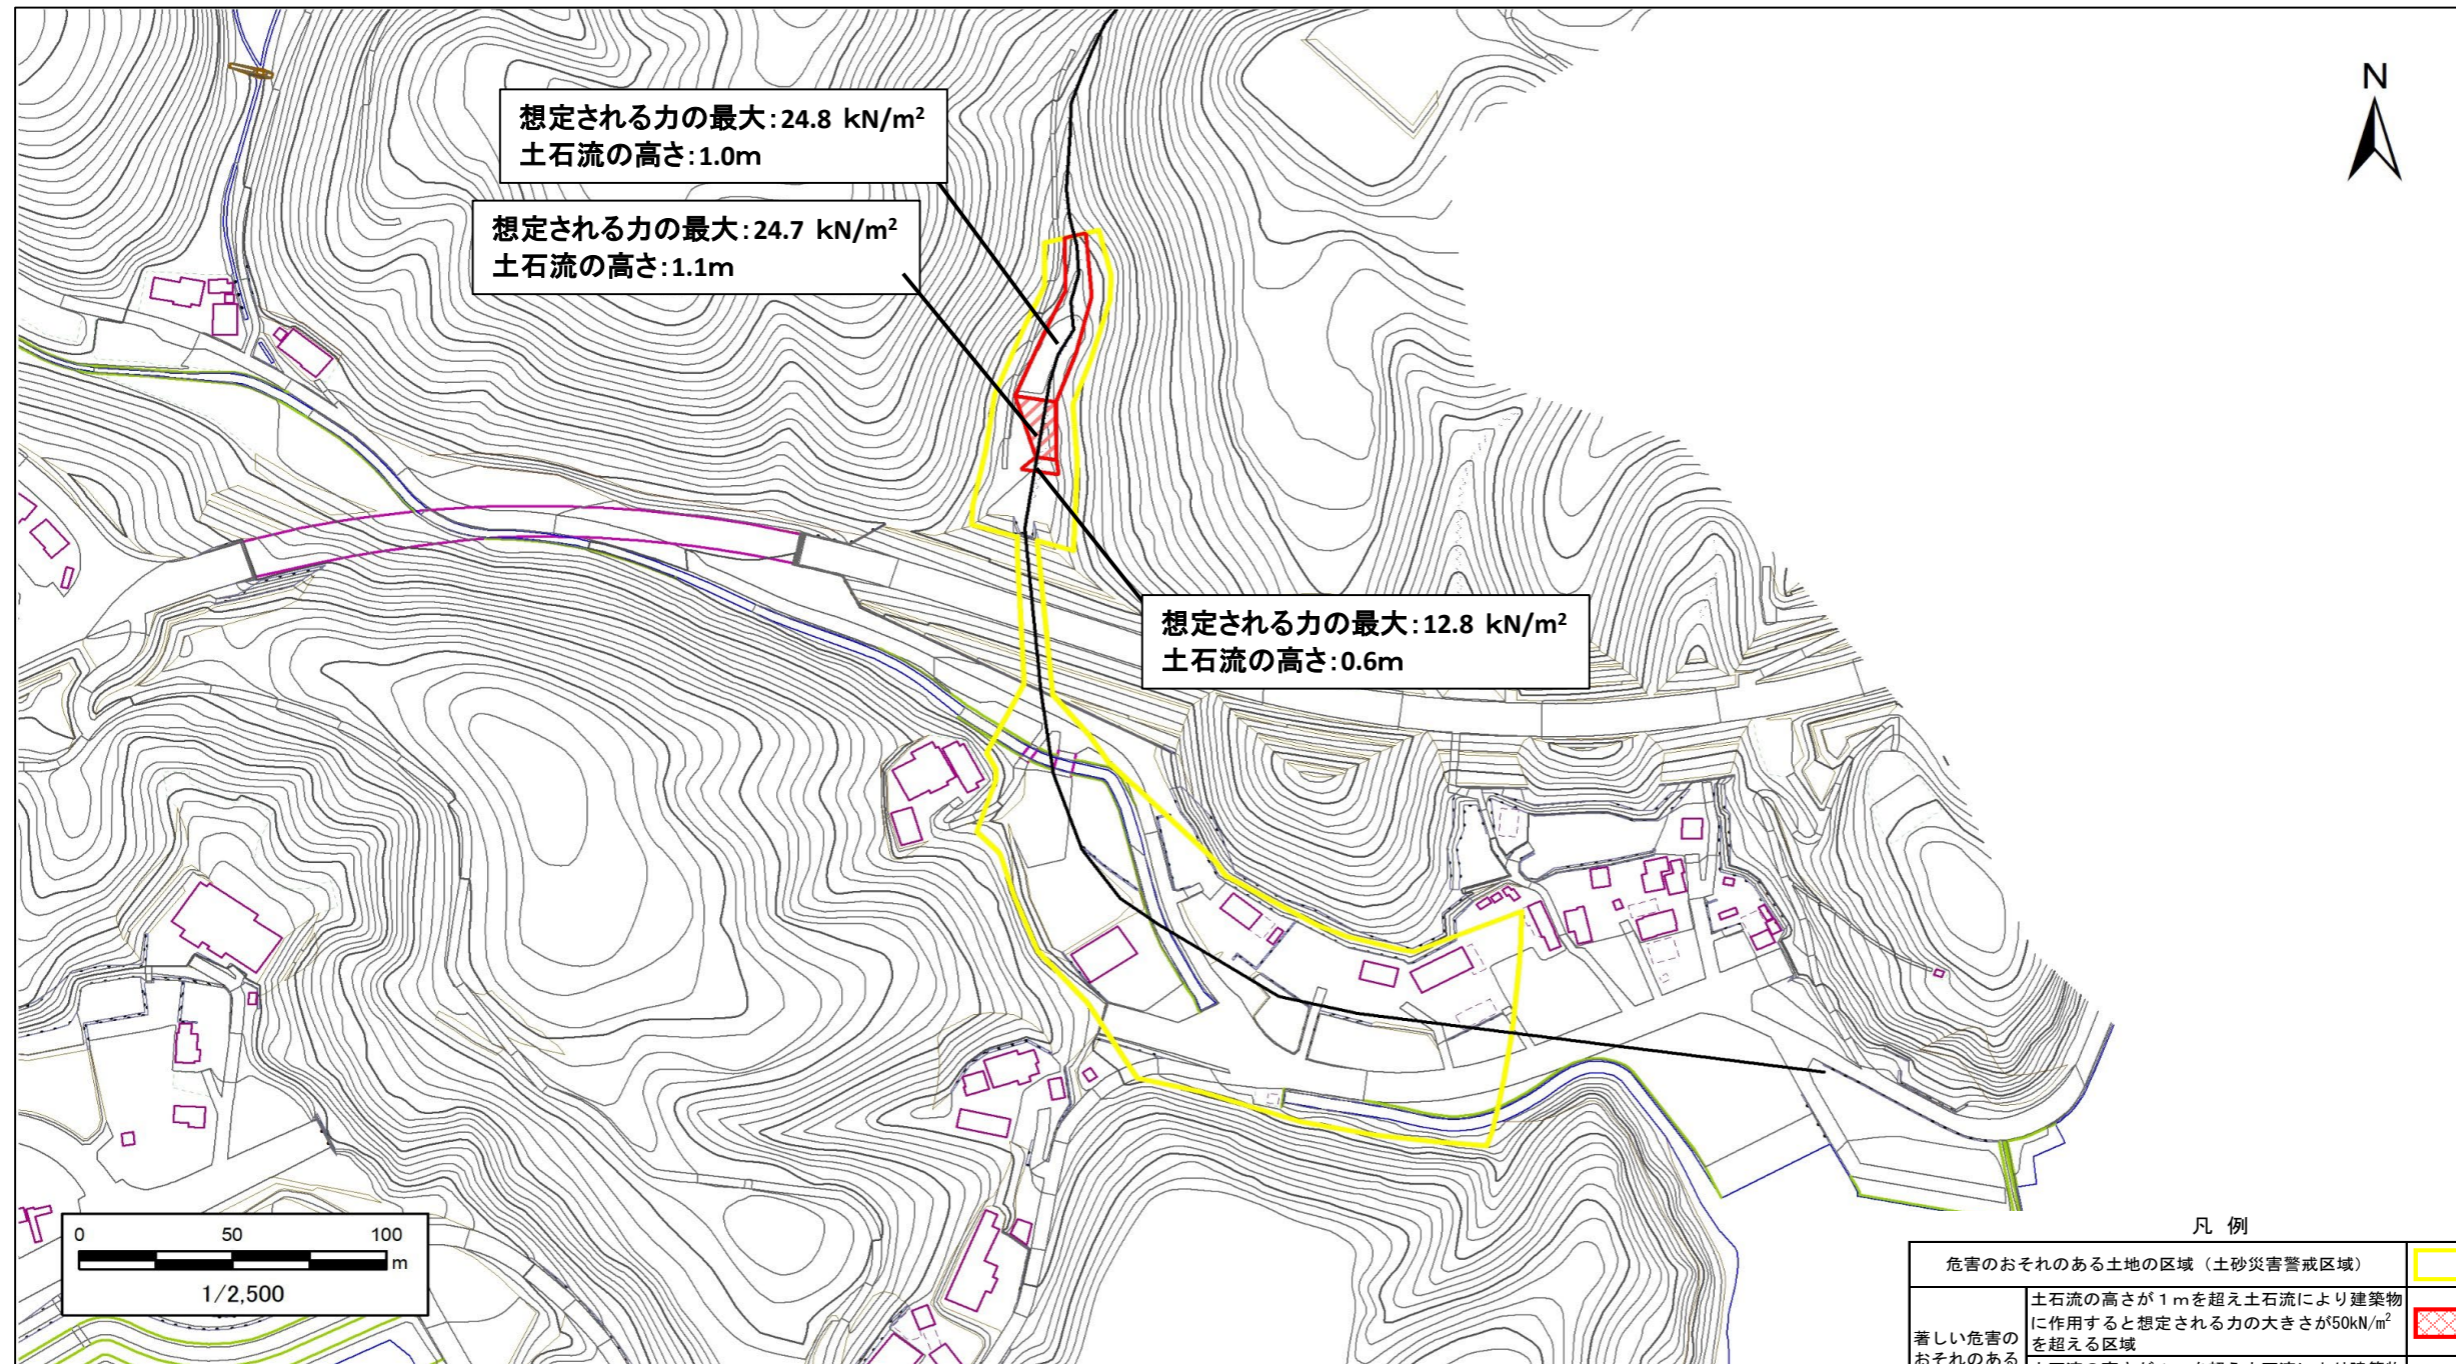 想定される力の最大：24.8 kN/m²
土石流の高さ：1.0m
想定される力の最大：24.7 kN/m²
土石流の高さ：1.1m
N
想定される力の最大：12.8 kN/m²
土石流の高さ：0.6m
0 50 100
m
1/2,500
凡 例
危害のおそれのある土地の区域（土砂災害警戒区域）
土石流の高さが１ｍを超え土石流により建築物
に作用すると想定される力の大きさが50kN/m²
を超える区域
著しい危害の
おそれのある